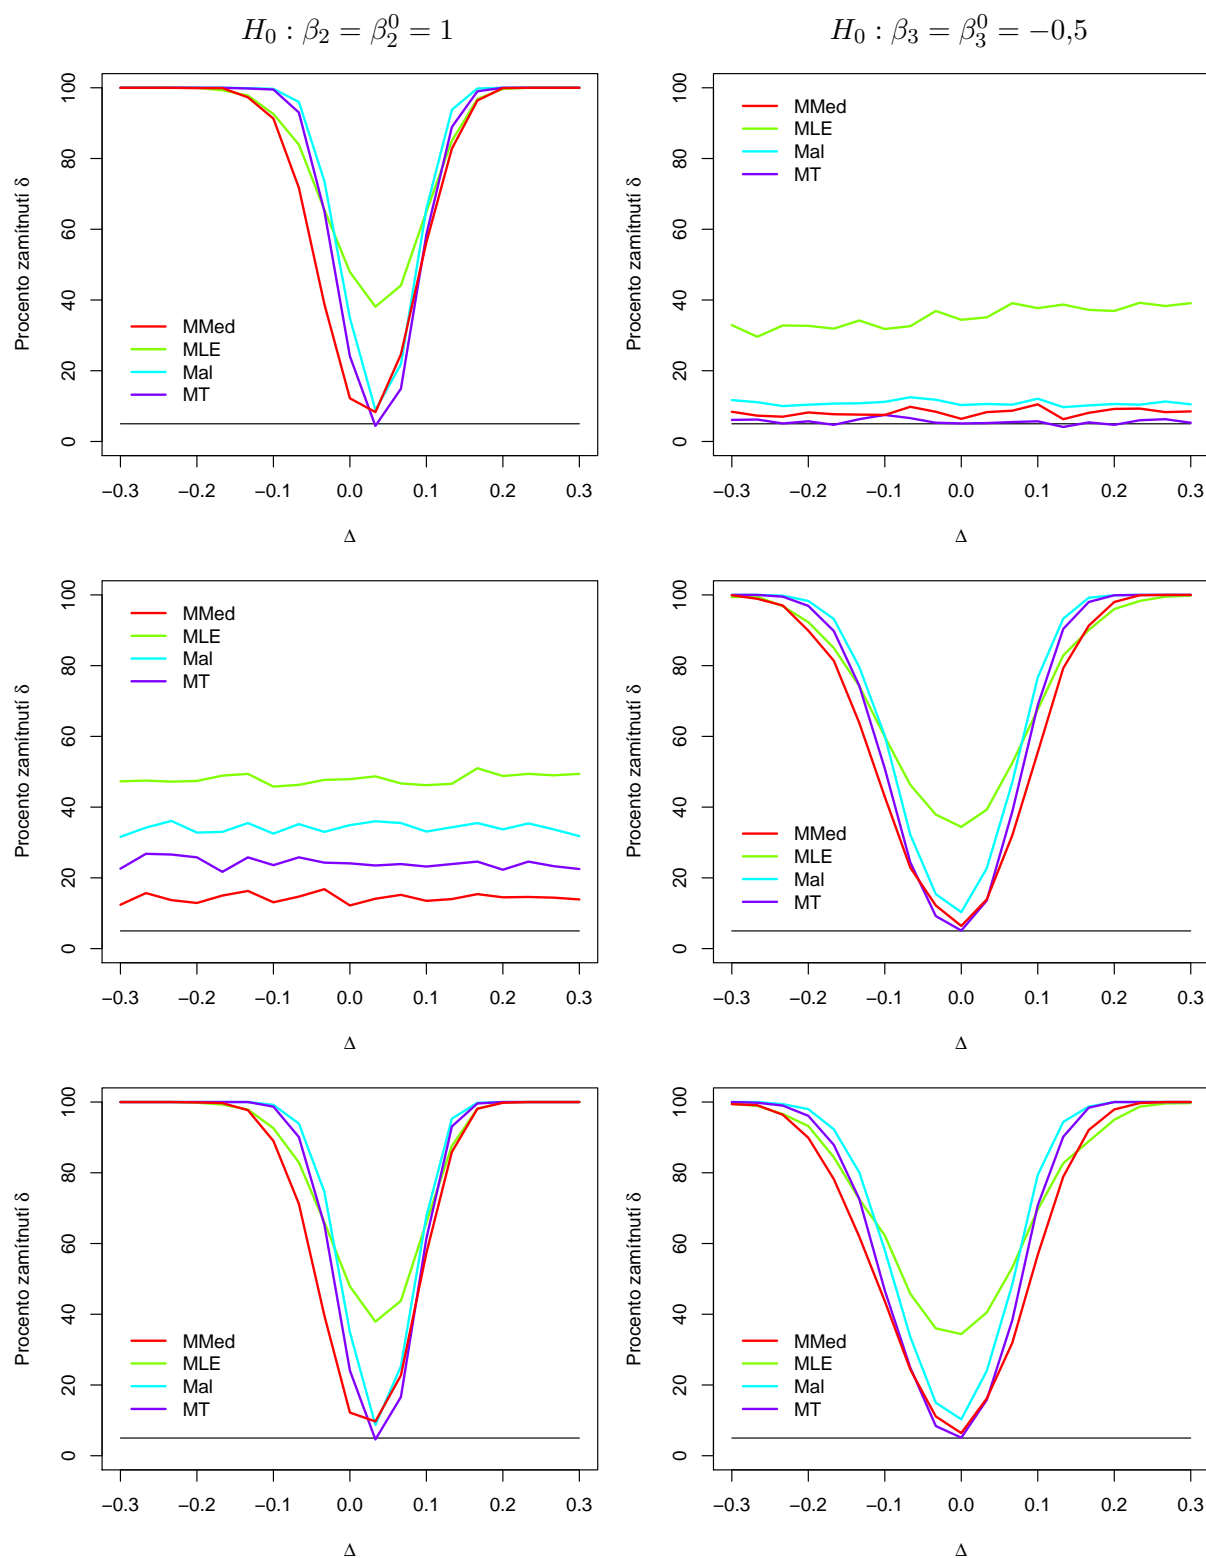 H₀ : β₂ = β₂⁰ = 1
H₀ : β₃ = β₃⁰ = −0,5
Procento zamítnutí δ
0 20 40 60 80 100
MMed
MLE
Mal
MT
−0.3 −0.2 −0.1 0.0 0.1 0.2 0.3
Δ
Procento zamítnutí δ
0 20 40 60 80 100
MMed
MLE
Mal
MT
−0.3 −0.2 −0.1 0.0 0.1 0.2 0.3
Δ
Procento zamítnutí δ
0 20 40 60 80 100
MMed
MLE
Mal
MT
−0.3 −0.2 −0.1 0.0 0.1 0.2 0.3
Δ
Procento zamítnutí δ
0 20 40 60 80 100
MMed
MLE
Mal
MT
−0.3 −0.2 −0.1 0.0 0.1 0.2 0.3
Δ
Procento zamítnutí δ
0 20 40 60 80 100
MMed
MLE
Mal
MT
−0.3 −0.2 −0.1 0.0 0.1 0.2 0.3
Δ
Procento zamítnutí δ
0 20 40 60 80 100
MMed
MLE
Mal
MT
−0.3 −0.2 −0.1 0.0 0.1 0.2 0.3
Δ